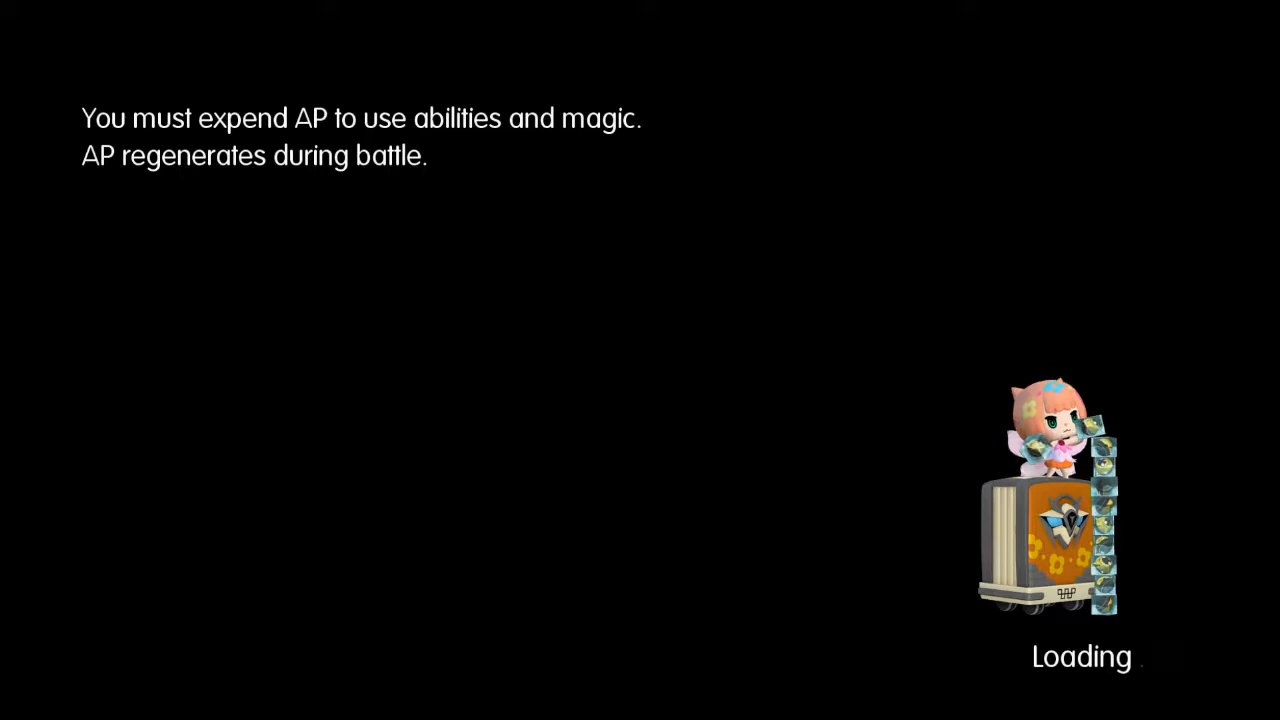 You must expend AP to use abilities and magic.
AP regenerates during battle.
Loading .